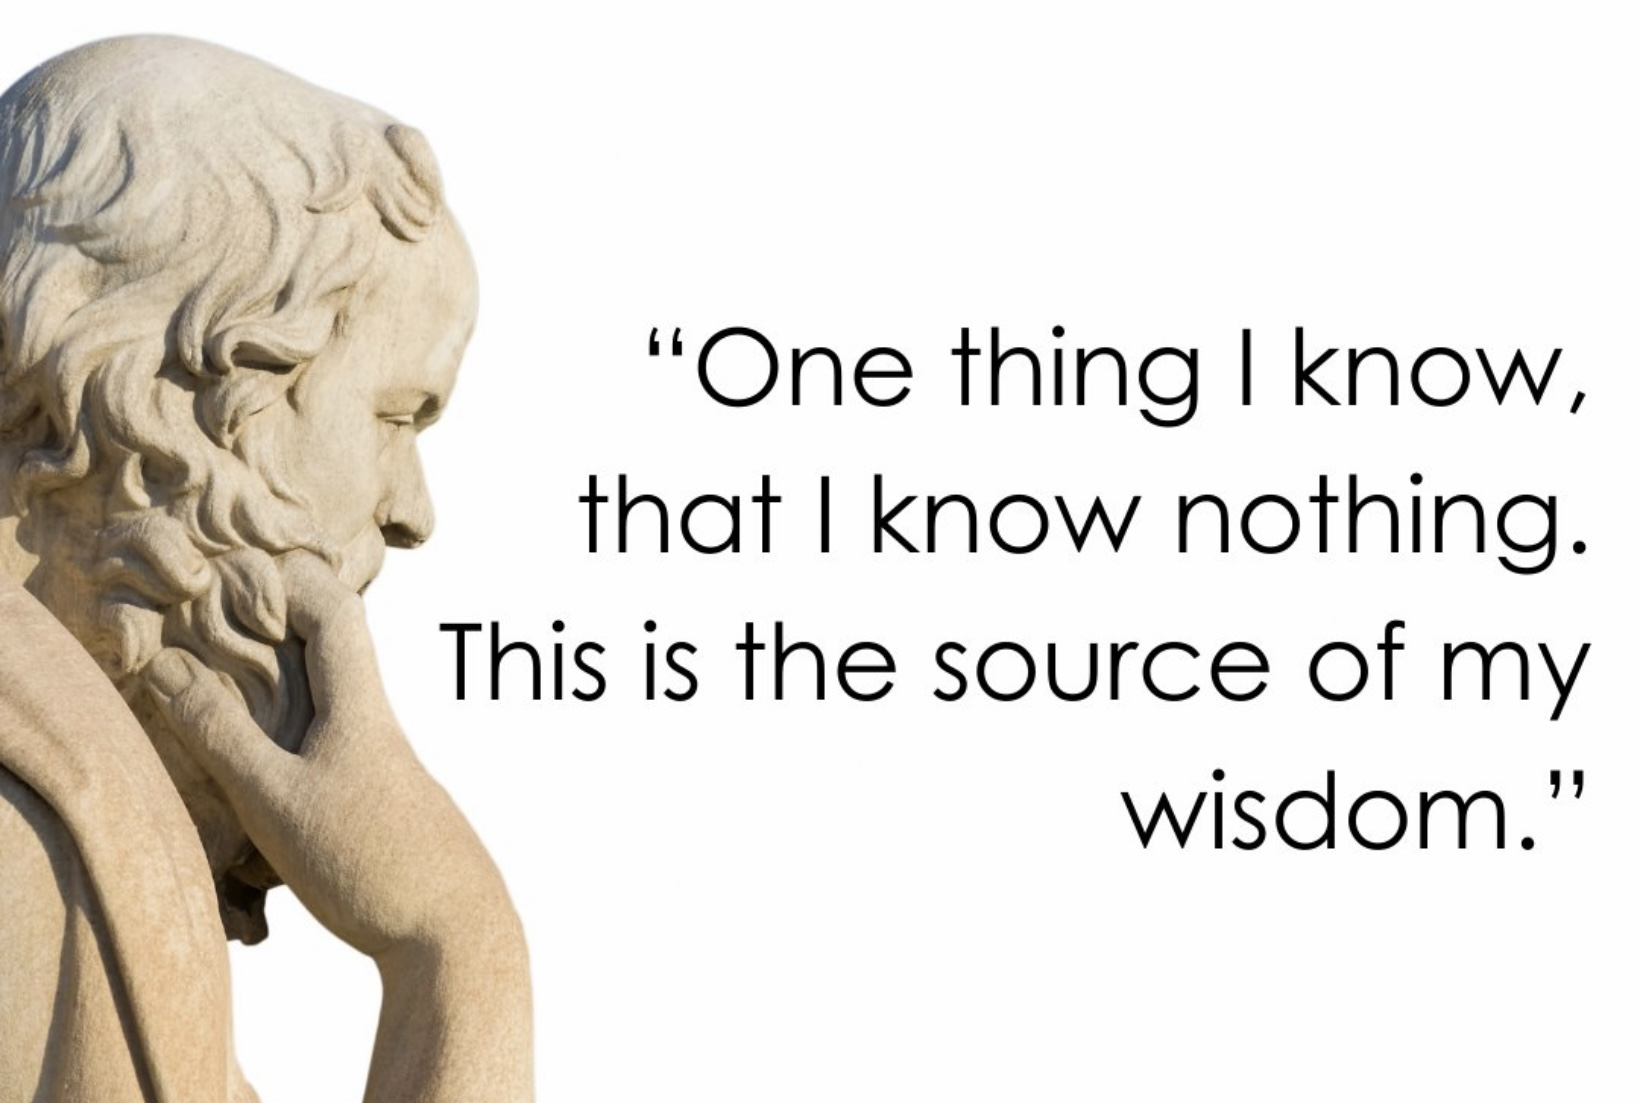 “One thing I know,
that I know nothing.
This is the source of my
wisdom.”